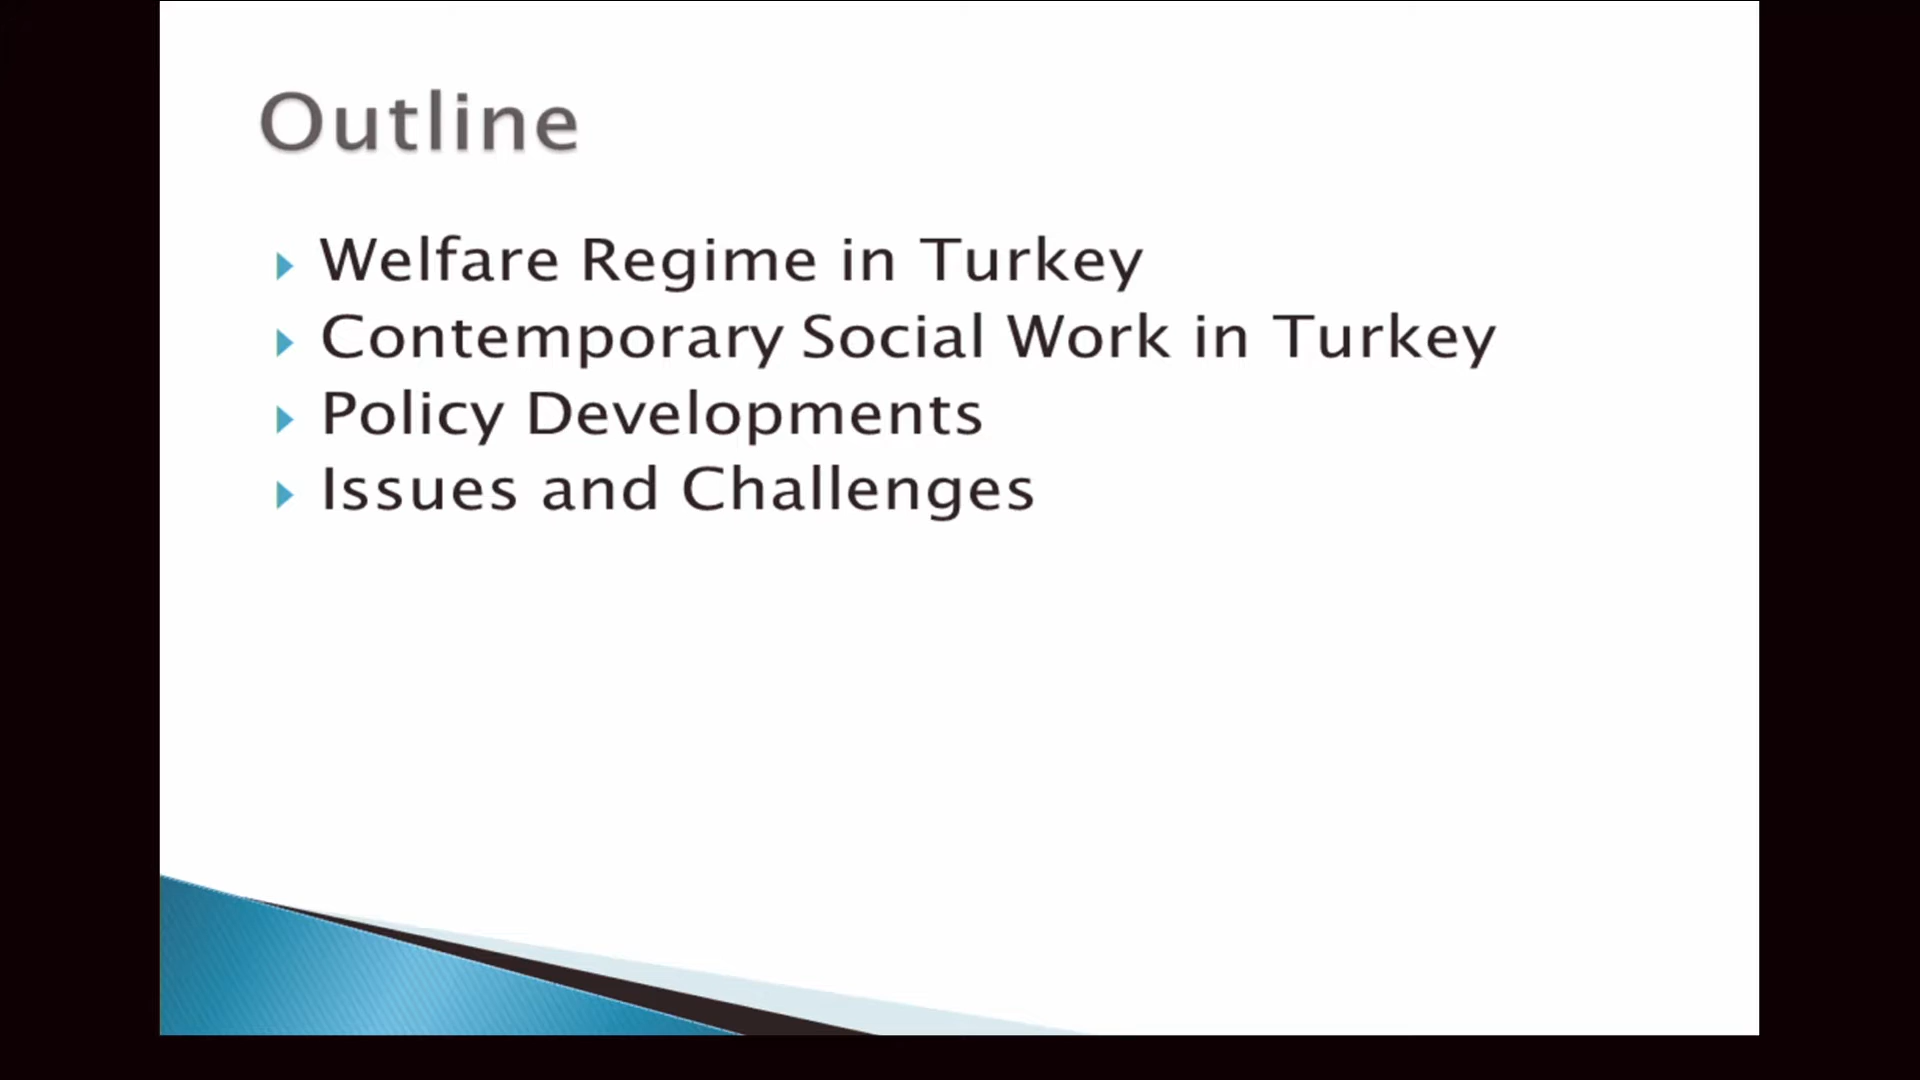 Outline
Welfare Regime in Turkey
Contemporary Social Work in Turkey
Policy Developments
Issues and Challenges